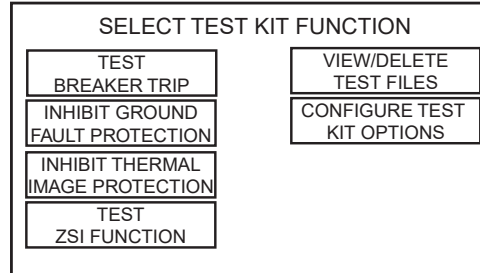 SELECT TEST KIT FUNCTION
TEST
BREAKER TRIP
INHIBIT GROUND
FAULT PROTECTION
INHIBIT THERMAL
IMAGE PROTECTION
TEST
ZSI FUNCTION
VIEW/DELETE
TEST FILES
CONFIGURE TEST
KIT OPTIONS